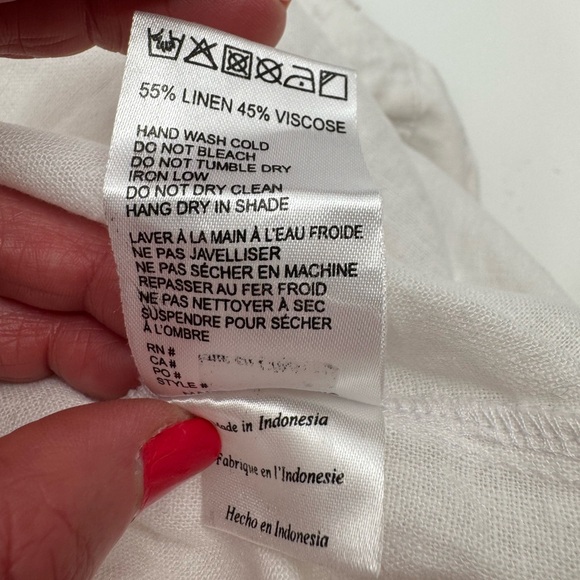 55% LINEN 45% VISCOSE
HAND WASH COLD
DO NOT BLEACH
DO NOT TUMBLE DRY
IRON LOW
DO NOT DRY CLEAN
HANG DRY IN SHADE
LAVER À LA MAIN À L'EAU FROIDE
NE PAS JAVELLISER
NE PAS SÉCHER EN MACHINE
REPASSER AU FER FROID
NE PAS NETTOYER À SEC
SUSPENDRE POUR SÉCHER
À L'OMBRE
RN #
CA #
PO #
STYLE #
in Indonesia
Fabrique en l'Indonesie
Hecho en Indonesia